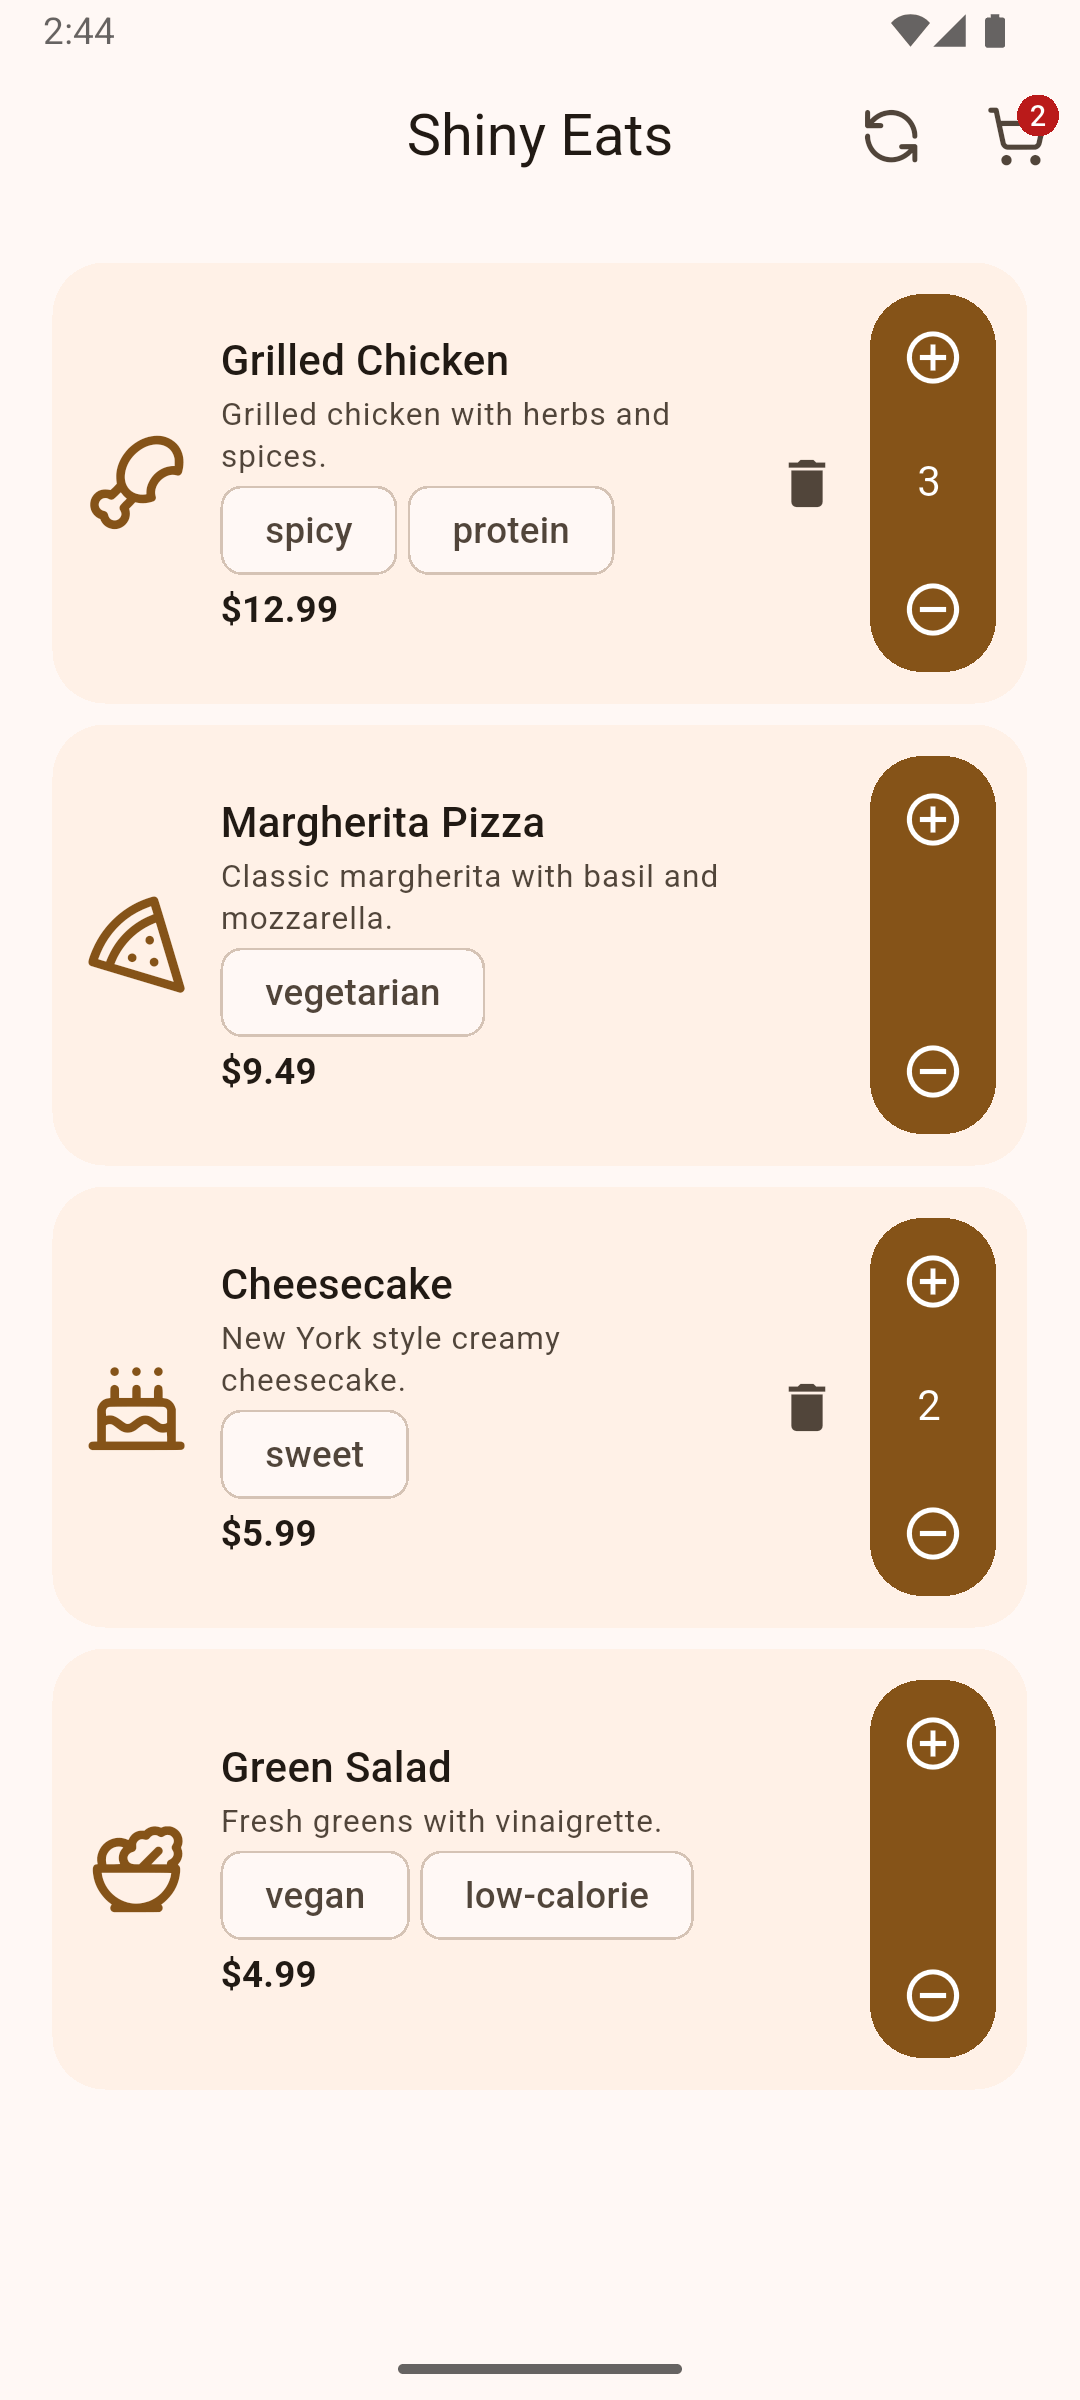 2:44
Shiny Eats
2
Grilled Chicken
Grilled chicken with herbs and
spices.
spicy protein
$12.99
3
Margherita Pizza
Classic margherita with basil and
mozzarella.
vegetarian
$9.49
Cheesecake
New York style creamy
cheesecake.
sweet
$5.99
2
Green Salad
Fresh greens with vinaigrette.
vegan low-calorie
$4.99